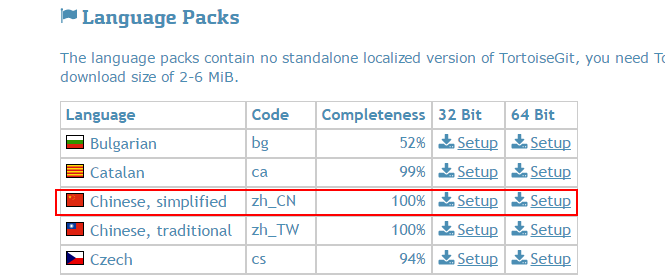 Language Packs
The language packs contain no standalone localized version of TortoiseGit, you need To
download size of 2-6 MiB.
Language Code Completeness 32 Bit 64 Bit
Bulgarian bg 52% Setup Setup
Catalan ca 99% Setup Setup
Chinese, simplified zh_CN 100% Setup Setup
Chinese, traditional zh_TW 100% Setup Setup
Czech cs 94% Setup Setup